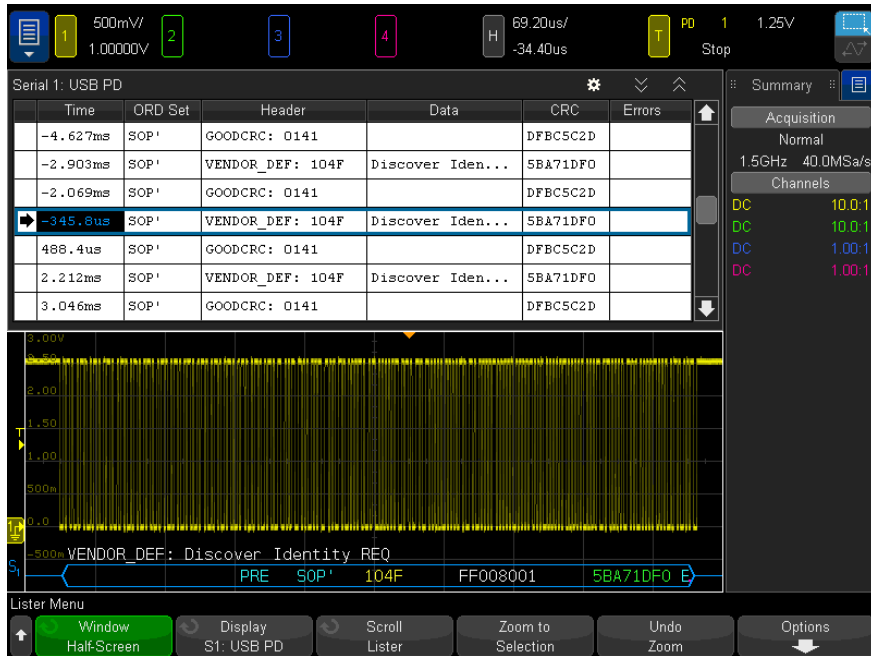 500mV/ 69.20us/ PD 1 1.25V
1 2 3 4 H T
1.00000V -34.40us Stop
Serial 1: USB PD Summary
Time ORD Set Header Data CRC Errors
-4.627ms SOP' GOODCRC: 0141 DFBC5C2D
-2.903ms SOP' VENDOR_DEF: 104F Discover Iden... 5BA71DF0
-2.069ms SOP' GOODCRC: 0141 DFBC5C2D
-345.8us SOP' VENDOR_DEF: 104F Discover Iden... 5BA71DF0
488.4us SOP' GOODCRC: 0141 DFBC5C2D
2.212ms SOP' VENDOR_DEF: 104F Discover Iden... 5BA71DF0
3.046ms SOP' GOODCRC: 0141 DFBC5C2D
Acquisition
Normal
1.5GHz 40.0MSa/s
Channels
DC 10.0:1
DC 10.0:1
DC 1.00:1
DC 1.00:1
3.00V
2.50
2.00
T 1.50
1.00
500m
0.0
-500m VENDOR_DEF: Discover Identity REQ
S1 PRE SOP' 104F FF008001 5BA71DF0 E
Lister Menu
Window Display Scroll Zoom to Undo Options
Half-Screen S1: USB PD Lister Selection Zoom